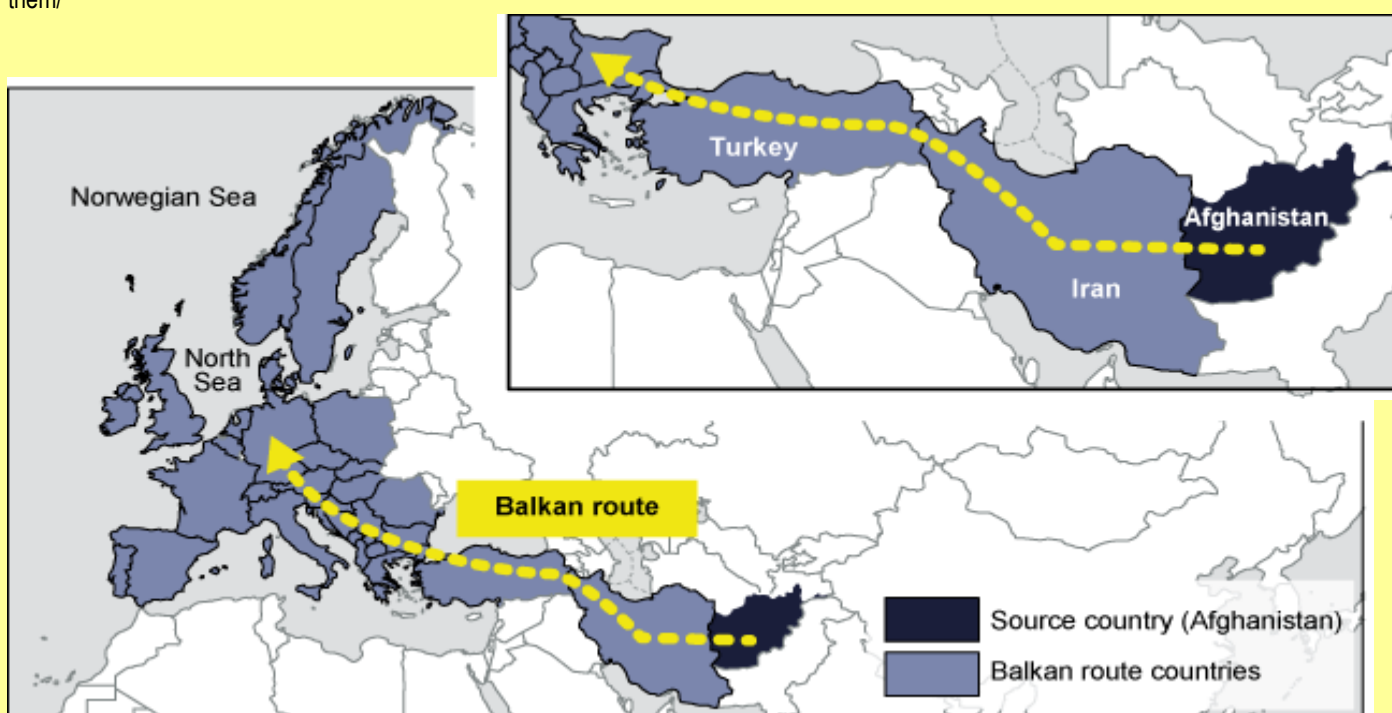 them/
Turkey
Afghanistan
Iran
Norwegian Sea
North
Sea
Balkan route
Source country (Afghanistan)
Balkan route countries